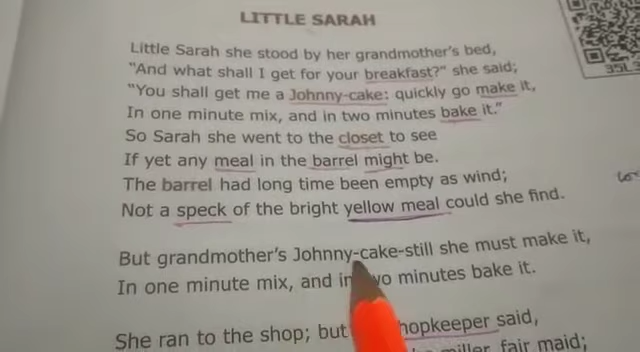 LITTLE SARAH
Little Sarah she stood by her grandmother's bed,
"And what shall I get for your breakfast?" she said;
"You shall get me a Johnny-cake: quickly go make it,
In one minute mix, and in two minutes bake it."
So Sarah she went to the closet to see
If yet any meal in the barrel might be.
The barrel had long time been empty as wind;
Not a speck of the bright yellow meal could she find.
But grandmother's Johnny-cake-still she must make it,
In one minute mix, and in two minutes bake it.
She ran to the shop; but hopkeeper said,
miller, fair maid;